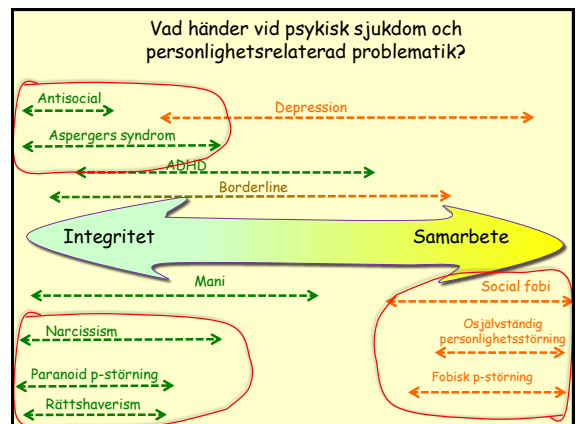 Vad händer vid psykisk sjukdom och
personlighetsrelaterad problematik?
Antisocial
Depression
Aspergers syndrom
ADHD
Borderline
Integritet
Samarbete
Mani
Social fobi
Narcissism
Osjälvständig
personlighetsstörning
Paranoid p-störning
Fobisk p-störning
Rättshaverism